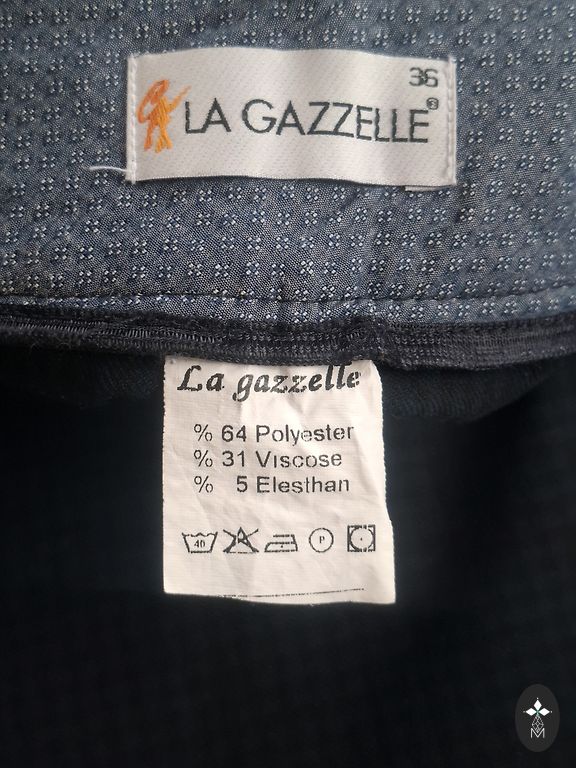 36
LA GAZZELLE®
La gazzelle
% 64 Polyester
% 31 Viscose
% 5 Elesthan
40
P
M